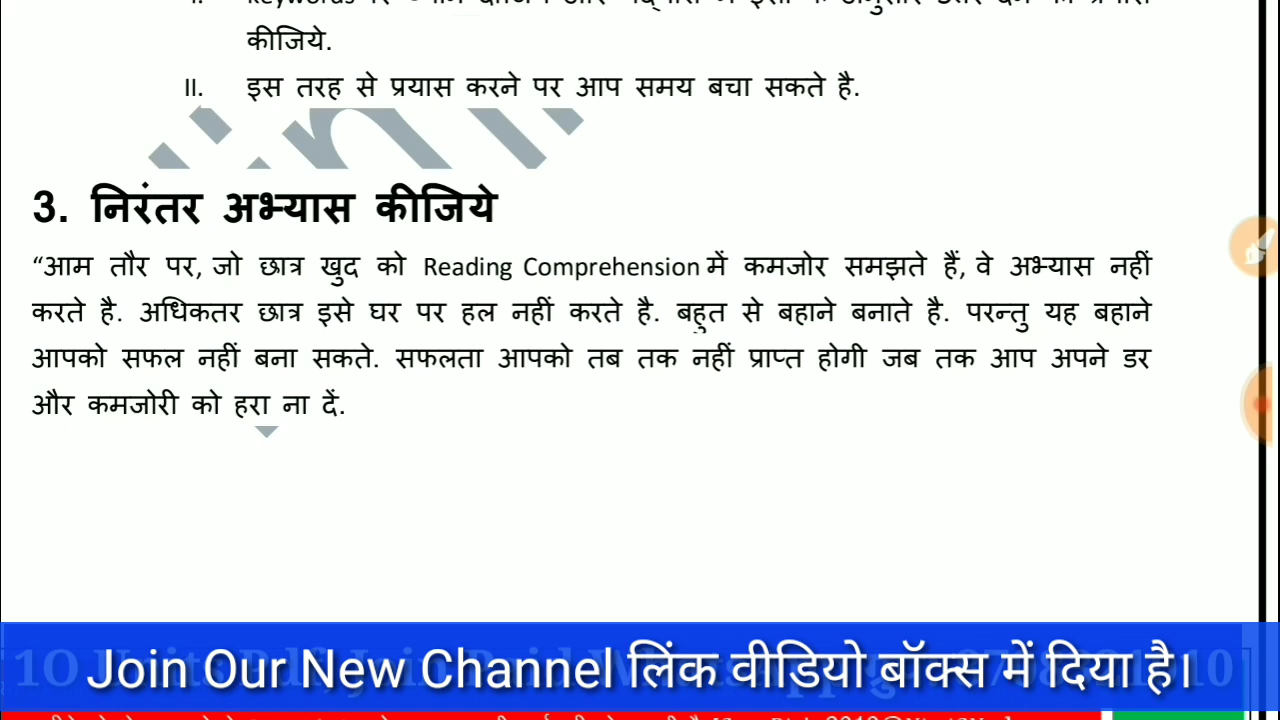 कीजिये.
II. इस तरह से प्रयास करने पर आप समय बचा सकते है.
3. निरंतर अभ्यास कीजिये
“आम तौर पर, जो छात्र खुद को Reading Comprehension में कमजोर समझते हैं, वे अभ्यास नहीं
करते है. अधिकतर छात्र इसे घर पर हल नहीं करते है. बहुत से बहाने बनाते है. परन्तु यह बहाने
आपको सफल नहीं बना सकते. सफलता आपको तब तक नहीं प्राप्त होगी जब तक आप अपने डर
और कमजोरी को हरा ना दें.
Join Our New Channel लिंक वीडियो बॉक्स में दिया है।